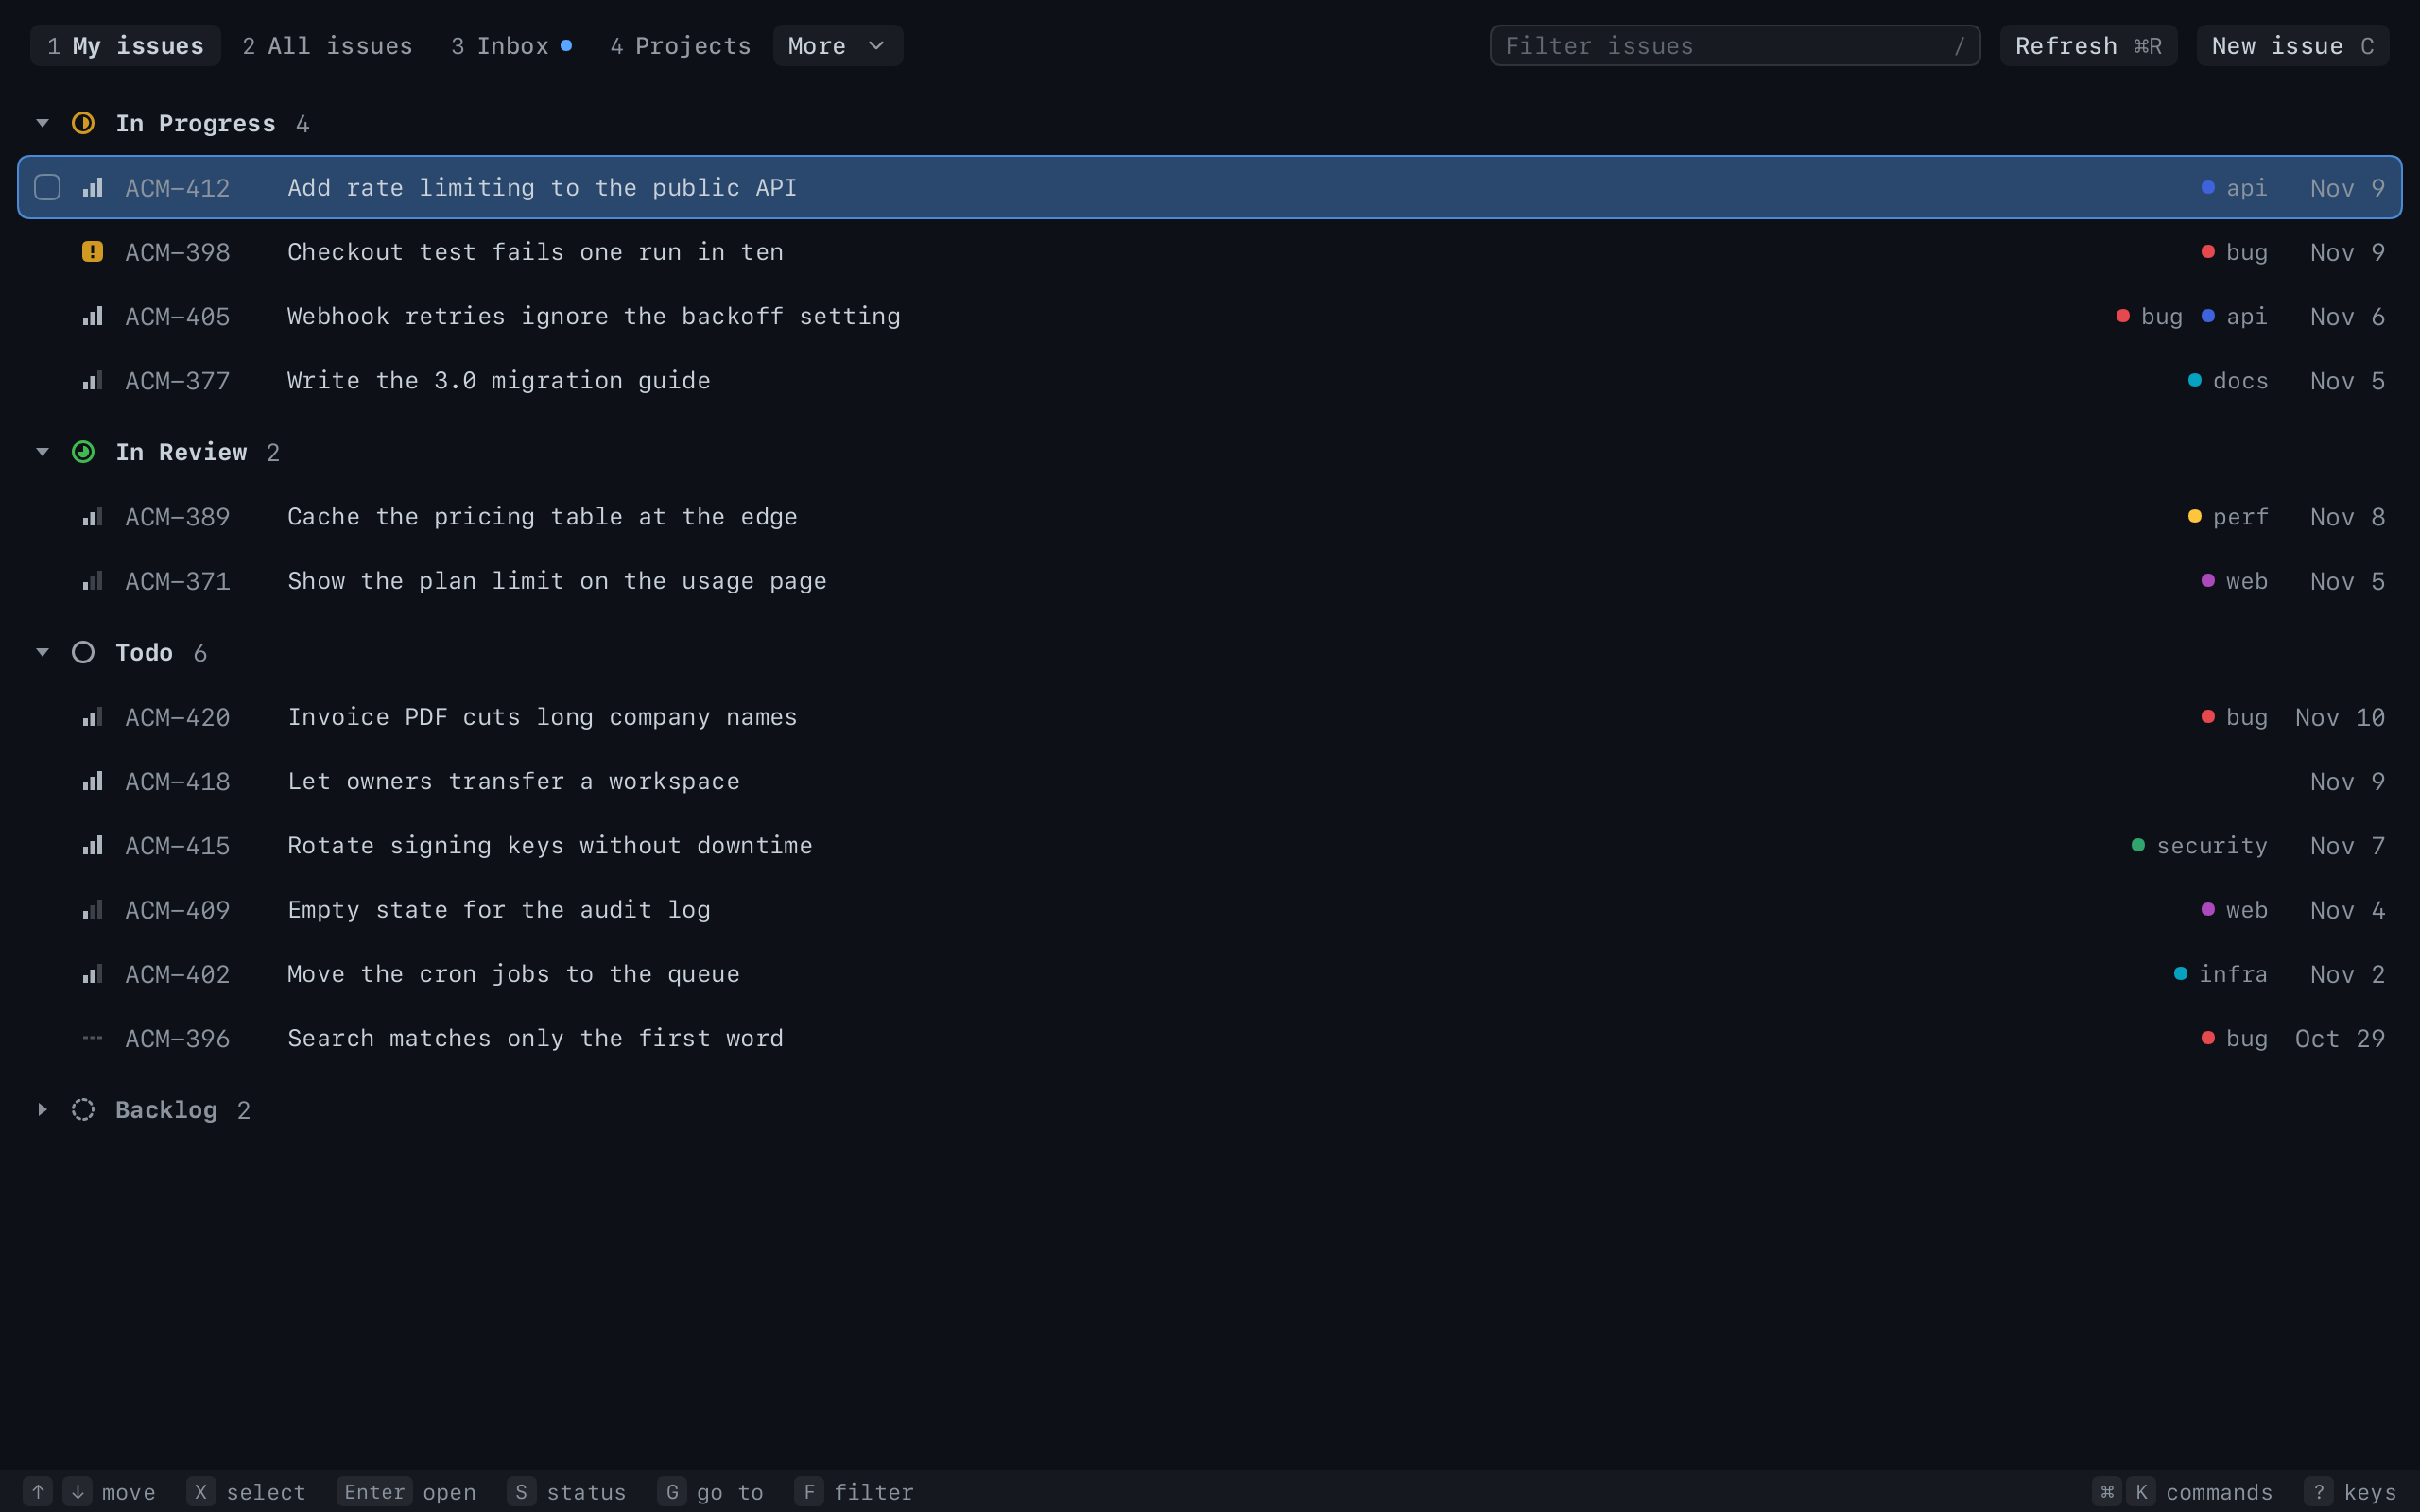 1 My issues 2 All issues 3 Inbox 4 Projects More Filter issues / Refresh ⌘R New issue C
In Progress 4
ACM-412 Add rate limiting to the public API api Nov 9
ACM-398 Checkout test fails one run in ten bug Nov 9
ACM-405 Webhook retries ignore the backoff setting bug api Nov 6
ACM-377 Write the 3.0 migration guide docs Nov 5
In Review 2
ACM-389 Cache the pricing table at the edge perf Nov 8
ACM-371 Show the plan limit on the usage page web Nov 5
Todo 6
ACM-420 Invoice PDF cuts long company names bug Nov 10
ACM-418 Let owners transfer a workspace Nov 9
ACM-415 Rotate signing keys without downtime security Nov 7
ACM-409 Empty state for the audit log web Nov 4
ACM-402 Move the cron jobs to the queue infra Nov 2
ACM-396 Search matches only the first word bug Oct 29
Backlog 2
↑ ↓ move X select Enter open S status G go to F filter ⌘ K commands ? keys